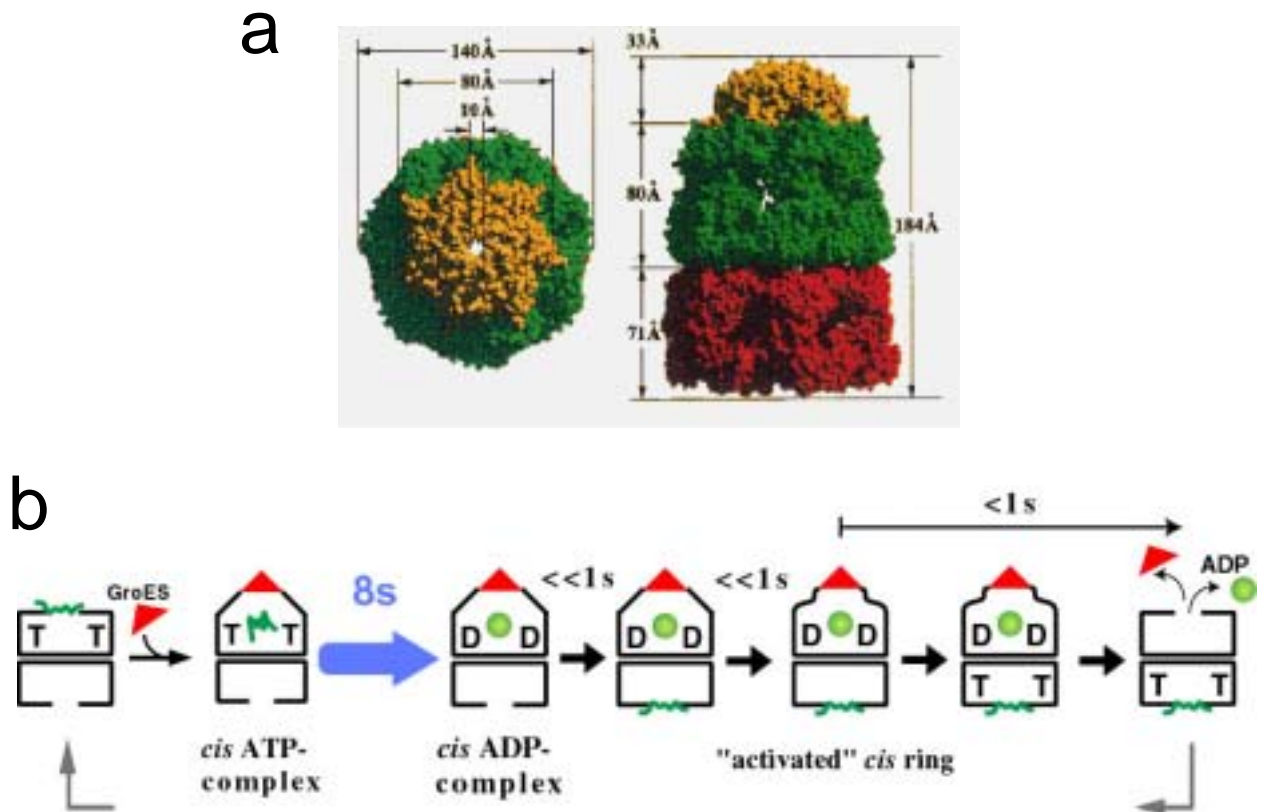 a
140Å
80Å
10Å
33Å
80Å
184Å
71Å
b
<1s
GroES
8s
<<1s
<<1s
ADP
T T
T T
D D
D D
D D
D D
T T
T T
cis ATP-
complex
cis ADP-
complex
"activated" cis ring